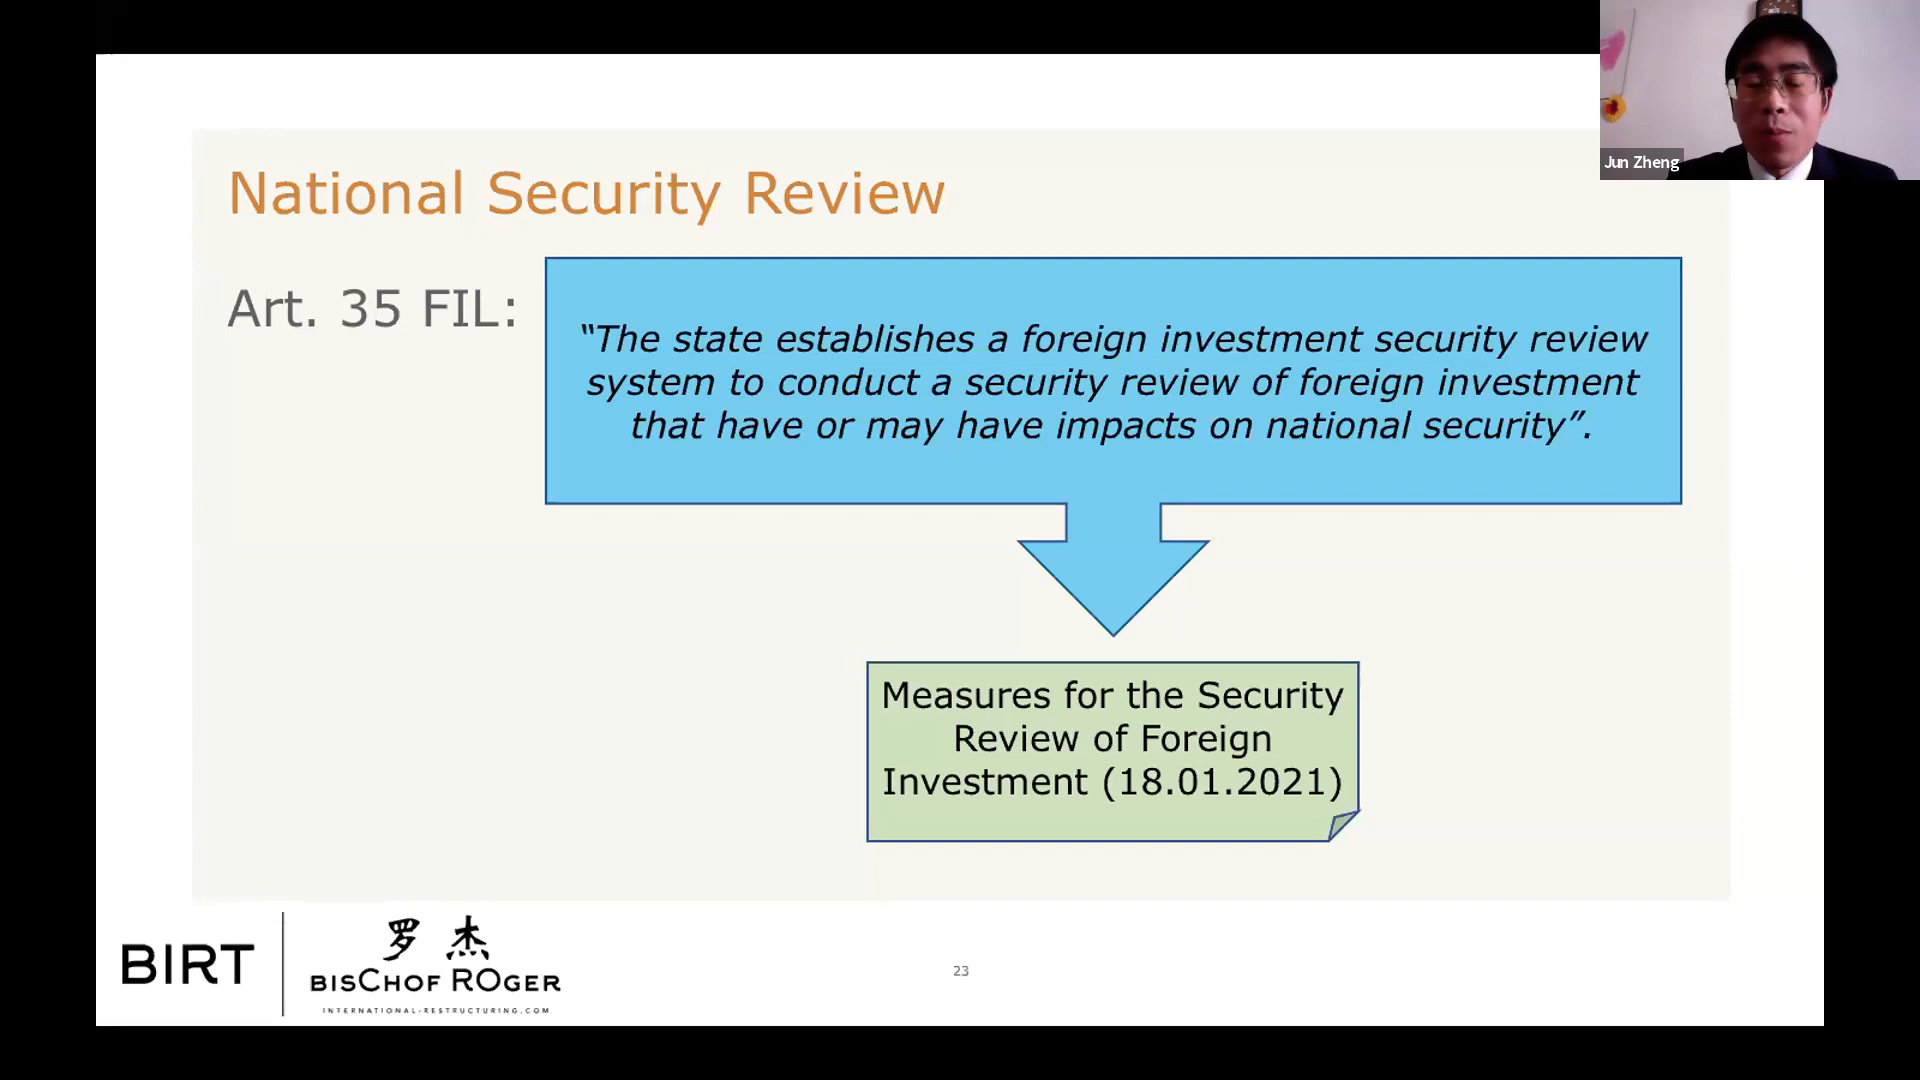 Jun Zheng
National Security Review
Art. 35 FIL:
“The state establishes a foreign investment security review
system to conduct a security review of foreign investment
that have or may have impacts on national security”.
Measures for the Security
Review of Foreign
Investment (18.01.2021)
BIRT
罗 杰
BISCHOF ROGER
INTERNATIONAL-RESTRUCTURING.COM
23